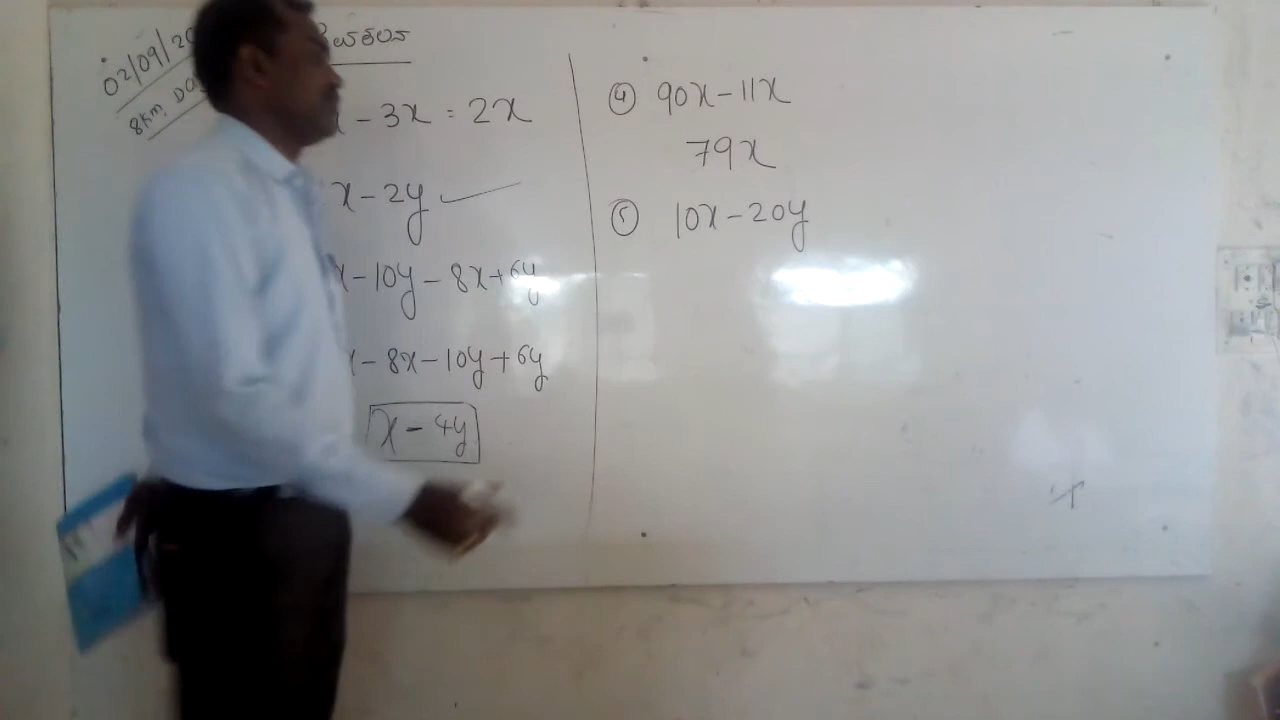 02/09/20
8km
ವಕಲನ
- 3x = 2x
x - 2y
x - 10y - 8x + 6y
- 8x - 10y + 6y
x - 4y
④ 90x - 11x
79x
⑤ 10x - 20y